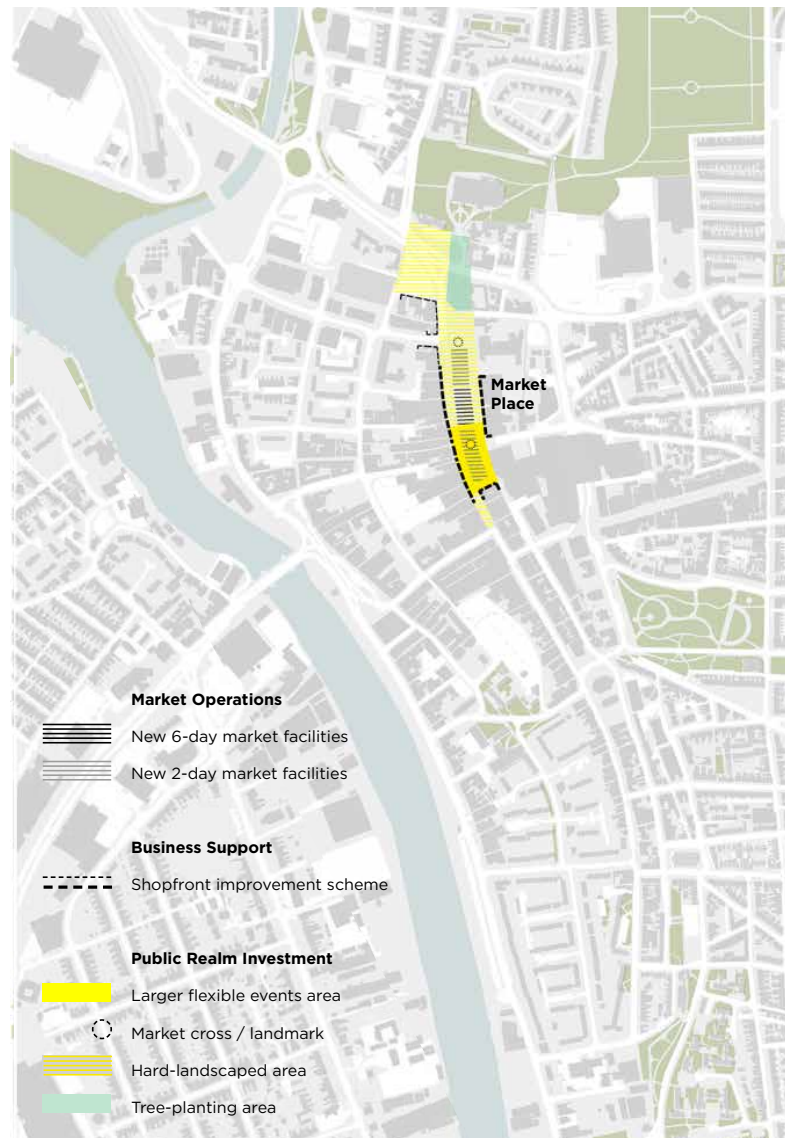 Market
Place
Market Operations
New 6-day market facilities
New 2-day market facilities
Business Support
Shopfront improvement scheme
Public Realm Investment
Larger flexible events area
Market cross / landmark
Hard-landscaped area
Tree-planting area